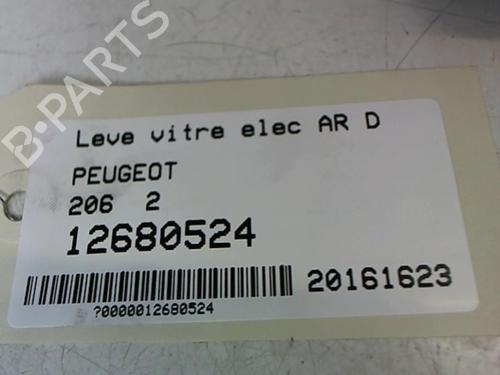 B-PARTS
Leve vitre elec AR D
PEUGEOT
206 2
12680524
20161623
?0000012680524